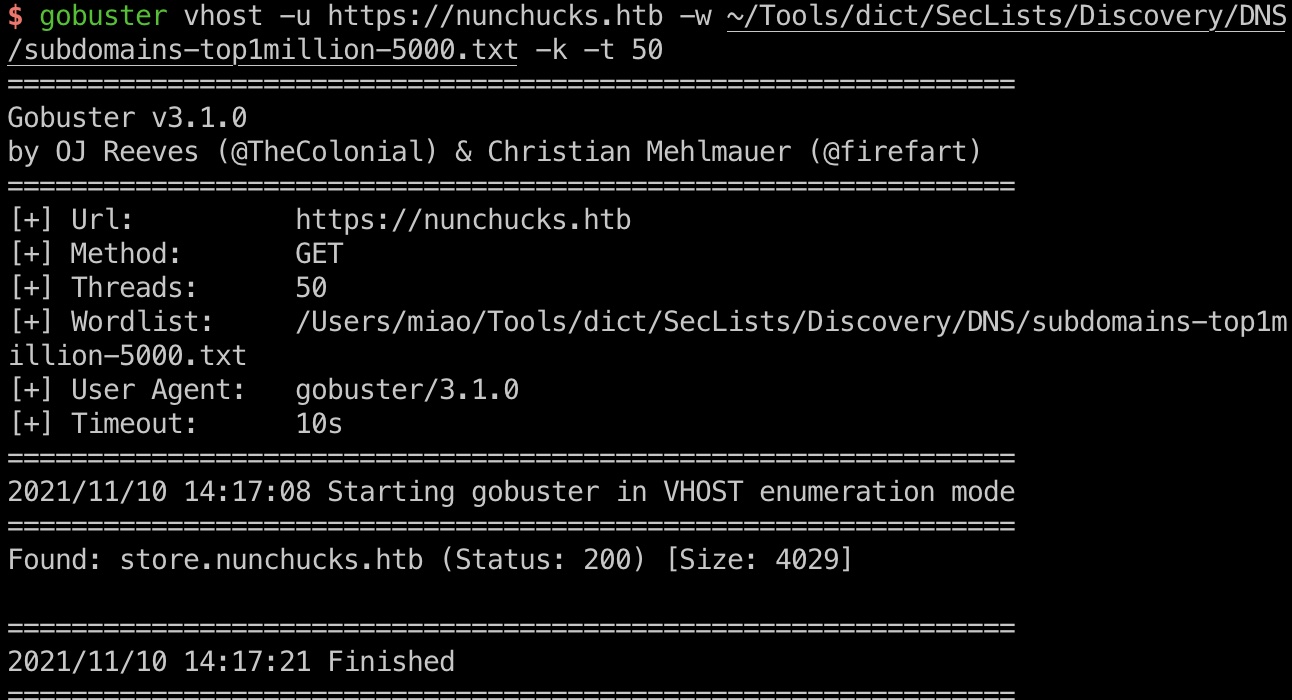 $ gobuster vhost -u https://nunchucks.htb -w ~/Tools/dict/SecLists/Discovery/DNS
/subdomains-top1million-5000.txt -k -t 50
===============================================================
Gobuster v3.1.0
by OJ Reeves (@TheColonial) & Christian Mehlmauer (@firefart)
===============================================================
[+] Url:          https://nunchucks.htb
[+] Method:       GET
[+] Threads:      50
[+] Wordlist:     /Users/miao/Tools/dict/SecLists/Discovery/DNS/subdomains-top1m
illion-5000.txt
[+] User Agent:   gobuster/3.1.0
[+] Timeout:      10s
===============================================================
2021/11/10 14:17:08 Starting gobuster in VHOST enumeration mode
===============================================================
Found: store.nunchucks.htb (Status: 200) [Size: 4029]

===============================================================
2021/11/10 14:17:21 Finished
===============================================================